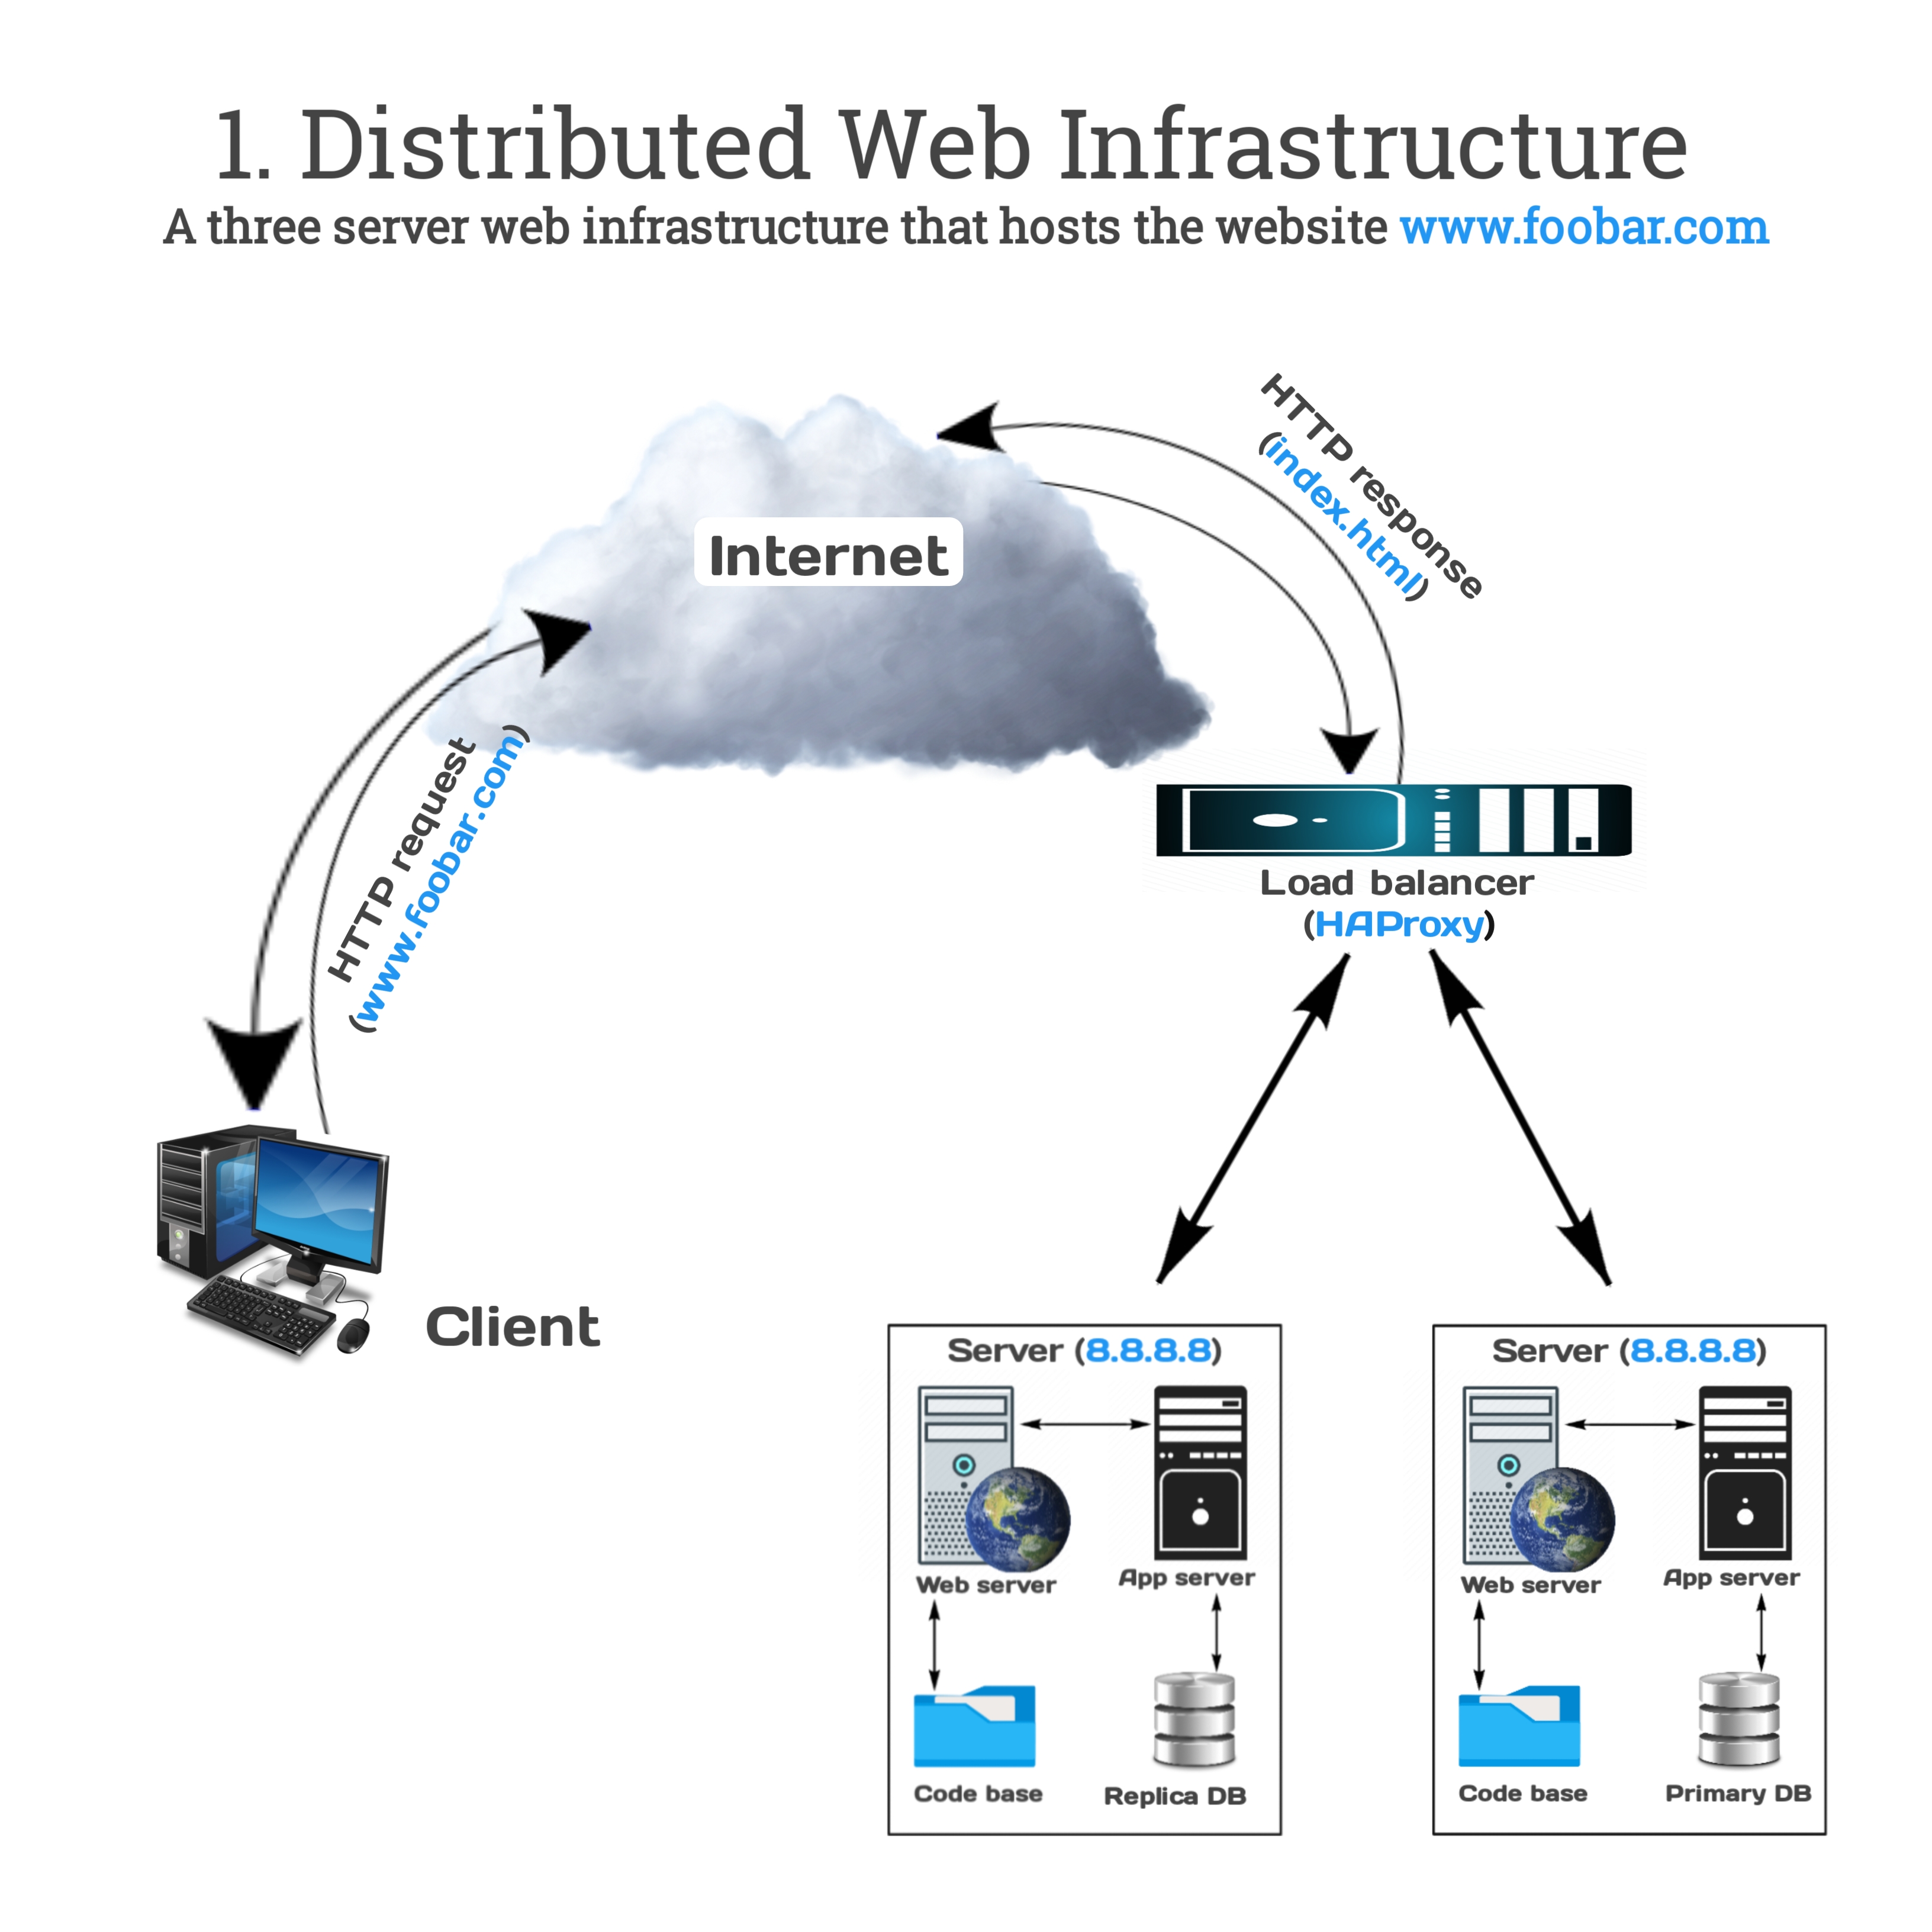 1. Distributed Web Infrastructure
A three server web infrastructure that hosts the website www.foobar.com
HTTP response
(index.html)
Internet
HTTP request
(www.foobar.com)
Load balancer
(HAProxy)
Client
Server (8.8.8.8)
Web server
App server
Code base
Replica DB
Server (8.8.8.8)
Web server
App server
Code base
Primary DB